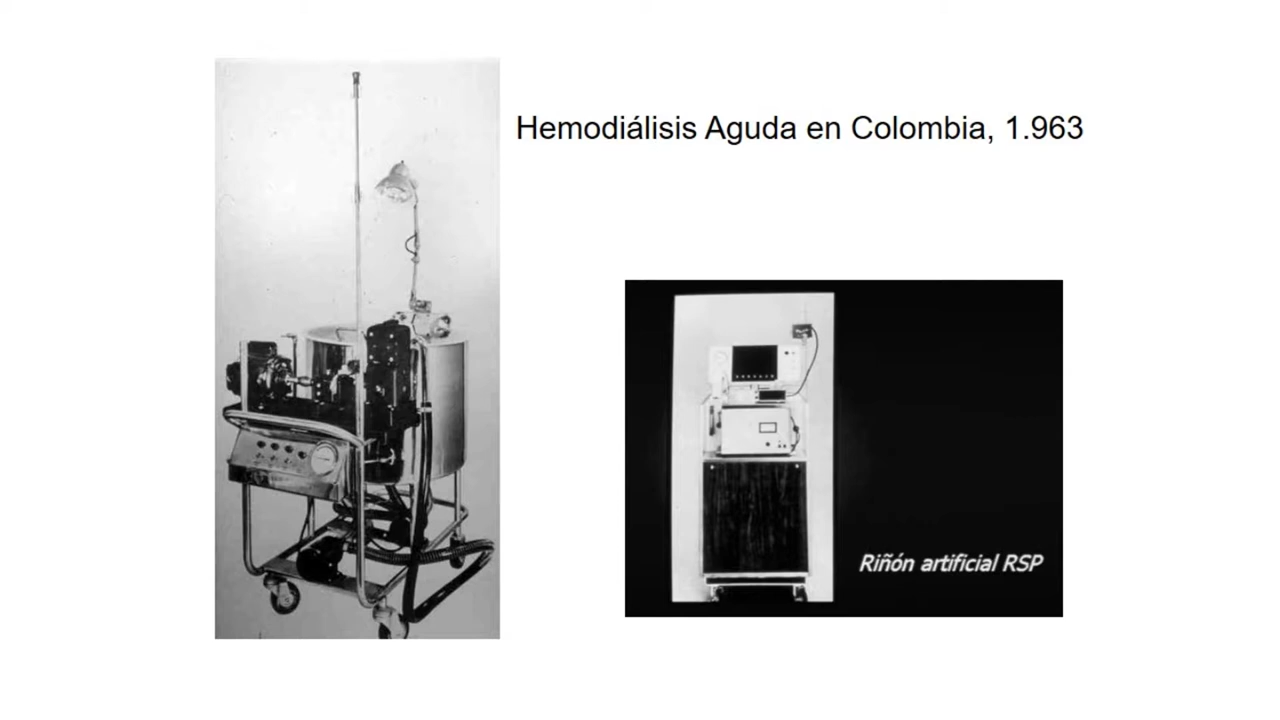 Hemodiálisis Aguda en Colombia, 1.963
Riñón artificial RSP